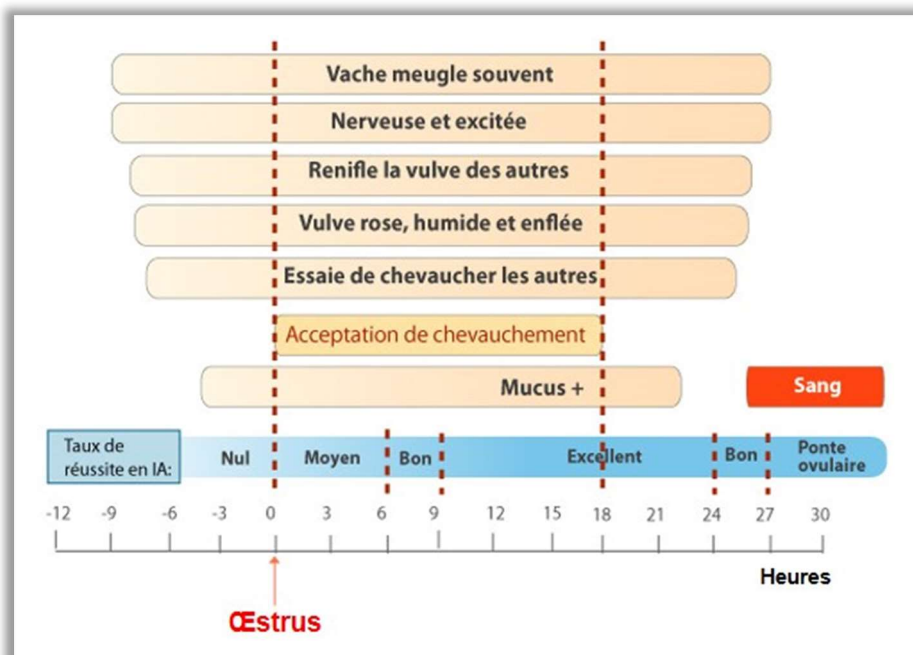 Vache meugle souvent
Nerveuse et excitée
Renifle la vulve des autres
Vulve rose, humide et enflée
Essaie de chevaucher les autres
Acceptation de chevauchement
Mucus +
Sang
Taux de
réussite en IA:
Nul
Moyen
Bon
Excellent
Bon
Ponte
ovulaire
-12 -9 -6 -3 0 3 6 9 12 15 18 21 24 27 30
Heures
Œstrus